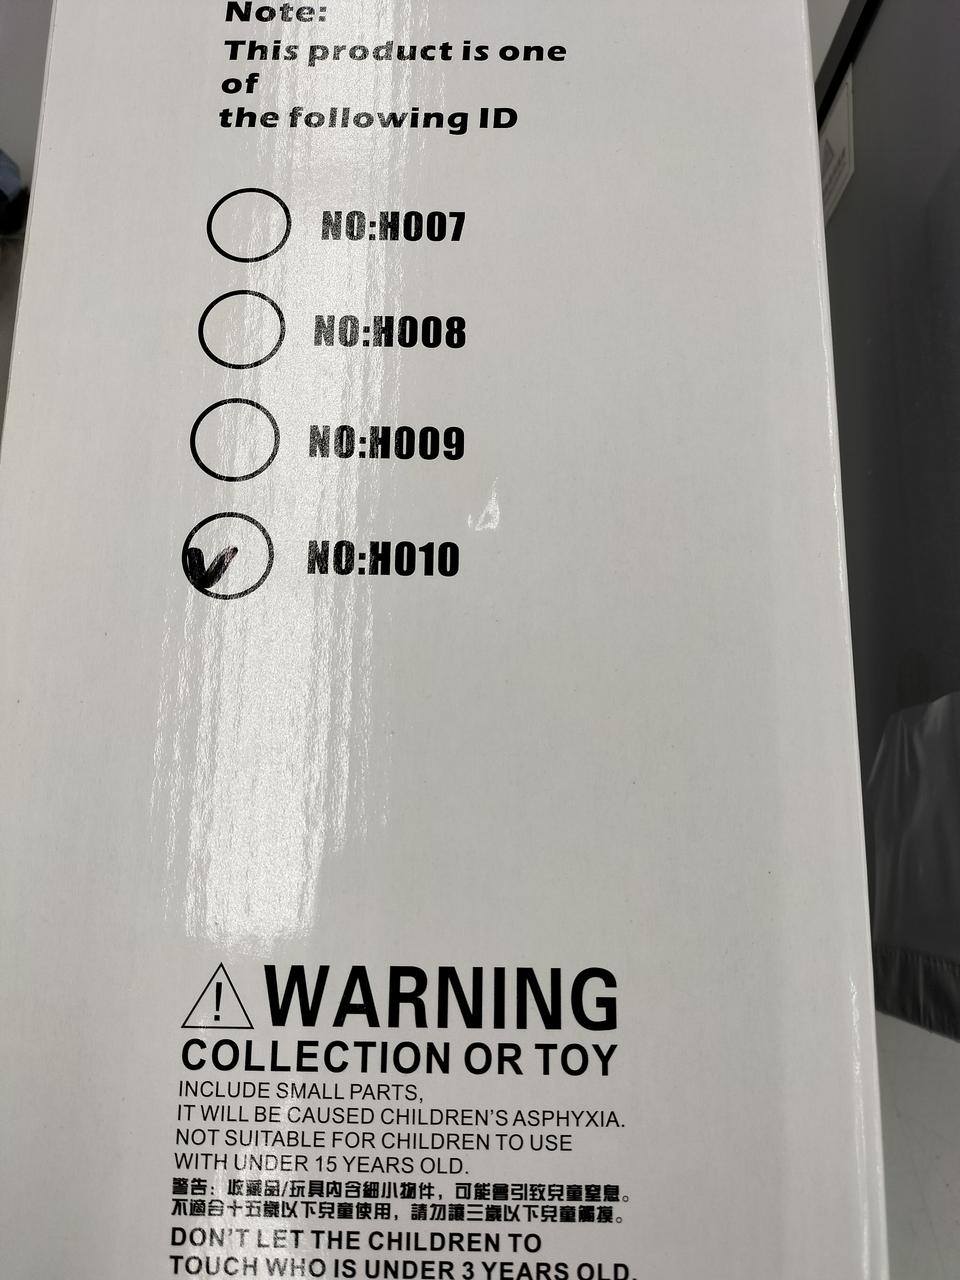 Note:
This product is one
of
the following ID
NO:H007
NO:H008
NO:H009
NO:H010
WARNING
COLLECTION OR TOY
INCLUDE SMALL PARTS,
IT WILL BE CAUSED CHILDREN'S ASPHYXIA.
NOT SUITABLE FOR CHILDREN TO USE
WITH UNDER 15 YEARS OLD.
警告：收藏品/玩具内含細小物件，可能會引致兒童窒息。
不適合十五歲以下兒童使用，請勿讓三歲以下兒童觸摸。
DON'T LET THE CHILDREN TO
TOUCH WHO IS UNDER 3 YEARS OLD.